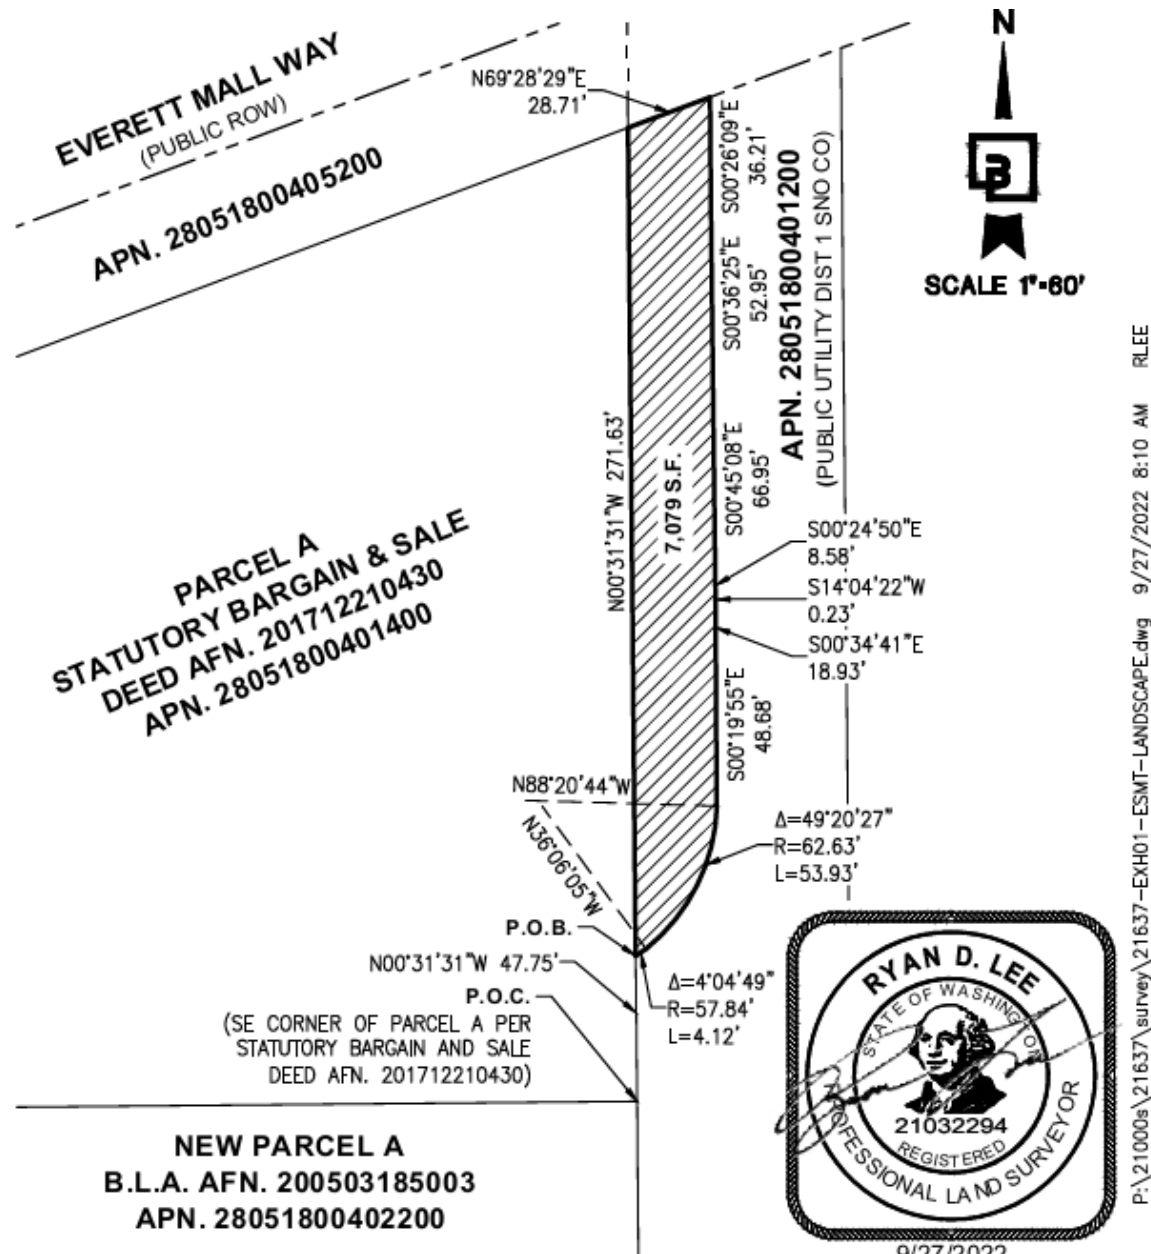 EVERETT MALL WAY
(PUBLIC ROW)
APN. 28051800405200
N69°28'29"E
28.71'
S00°26'09"E
36.21'
S00°36'25"E
52.95'
S00°45'08"E
66.95'
APN. 28051800401200
(PUBLIC UTILITY DIST 1 SNO CO)
N
B
SCALE 1"=60'
N00°31'31"W 271.63'
7,079 S.F.
PARCEL A
STATUTORY BARGAIN & SALE
DEED AFN. 201712210430
APN. 28051800401400
S00°24'50"E
8.58'
S14°04'22"W
0.23'
S00°34'41"E
18.93'
S00°19'55"E
48.68'
N88°20'44"W
N36°06'05"W
Δ=49°20'27"
R=62.63'
L=53.93'
P.O.B.
N00°31'31"W 47.75'
P.O.C.
(SE CORNER OF PARCEL A PER
STATUTORY BARGAIN AND SALE
DEED AFN. 201712210430)
Δ=4°04'49"
R=57.84'
L=4.12'
NEW PARCEL A
B.L.A. AFN. 200503185003
APN. 28051800402200
RYAN D. LEE
STATE OF WASHINGTON
21032294
REGISTERED
PROFESSIONAL LAND SURVEYOR
9/27/2022
P:\21000s\21637\survey\21637-EXH01-ESMT-LANDSCAPE.dwg 9/27/2022 8:10 AM RLEE